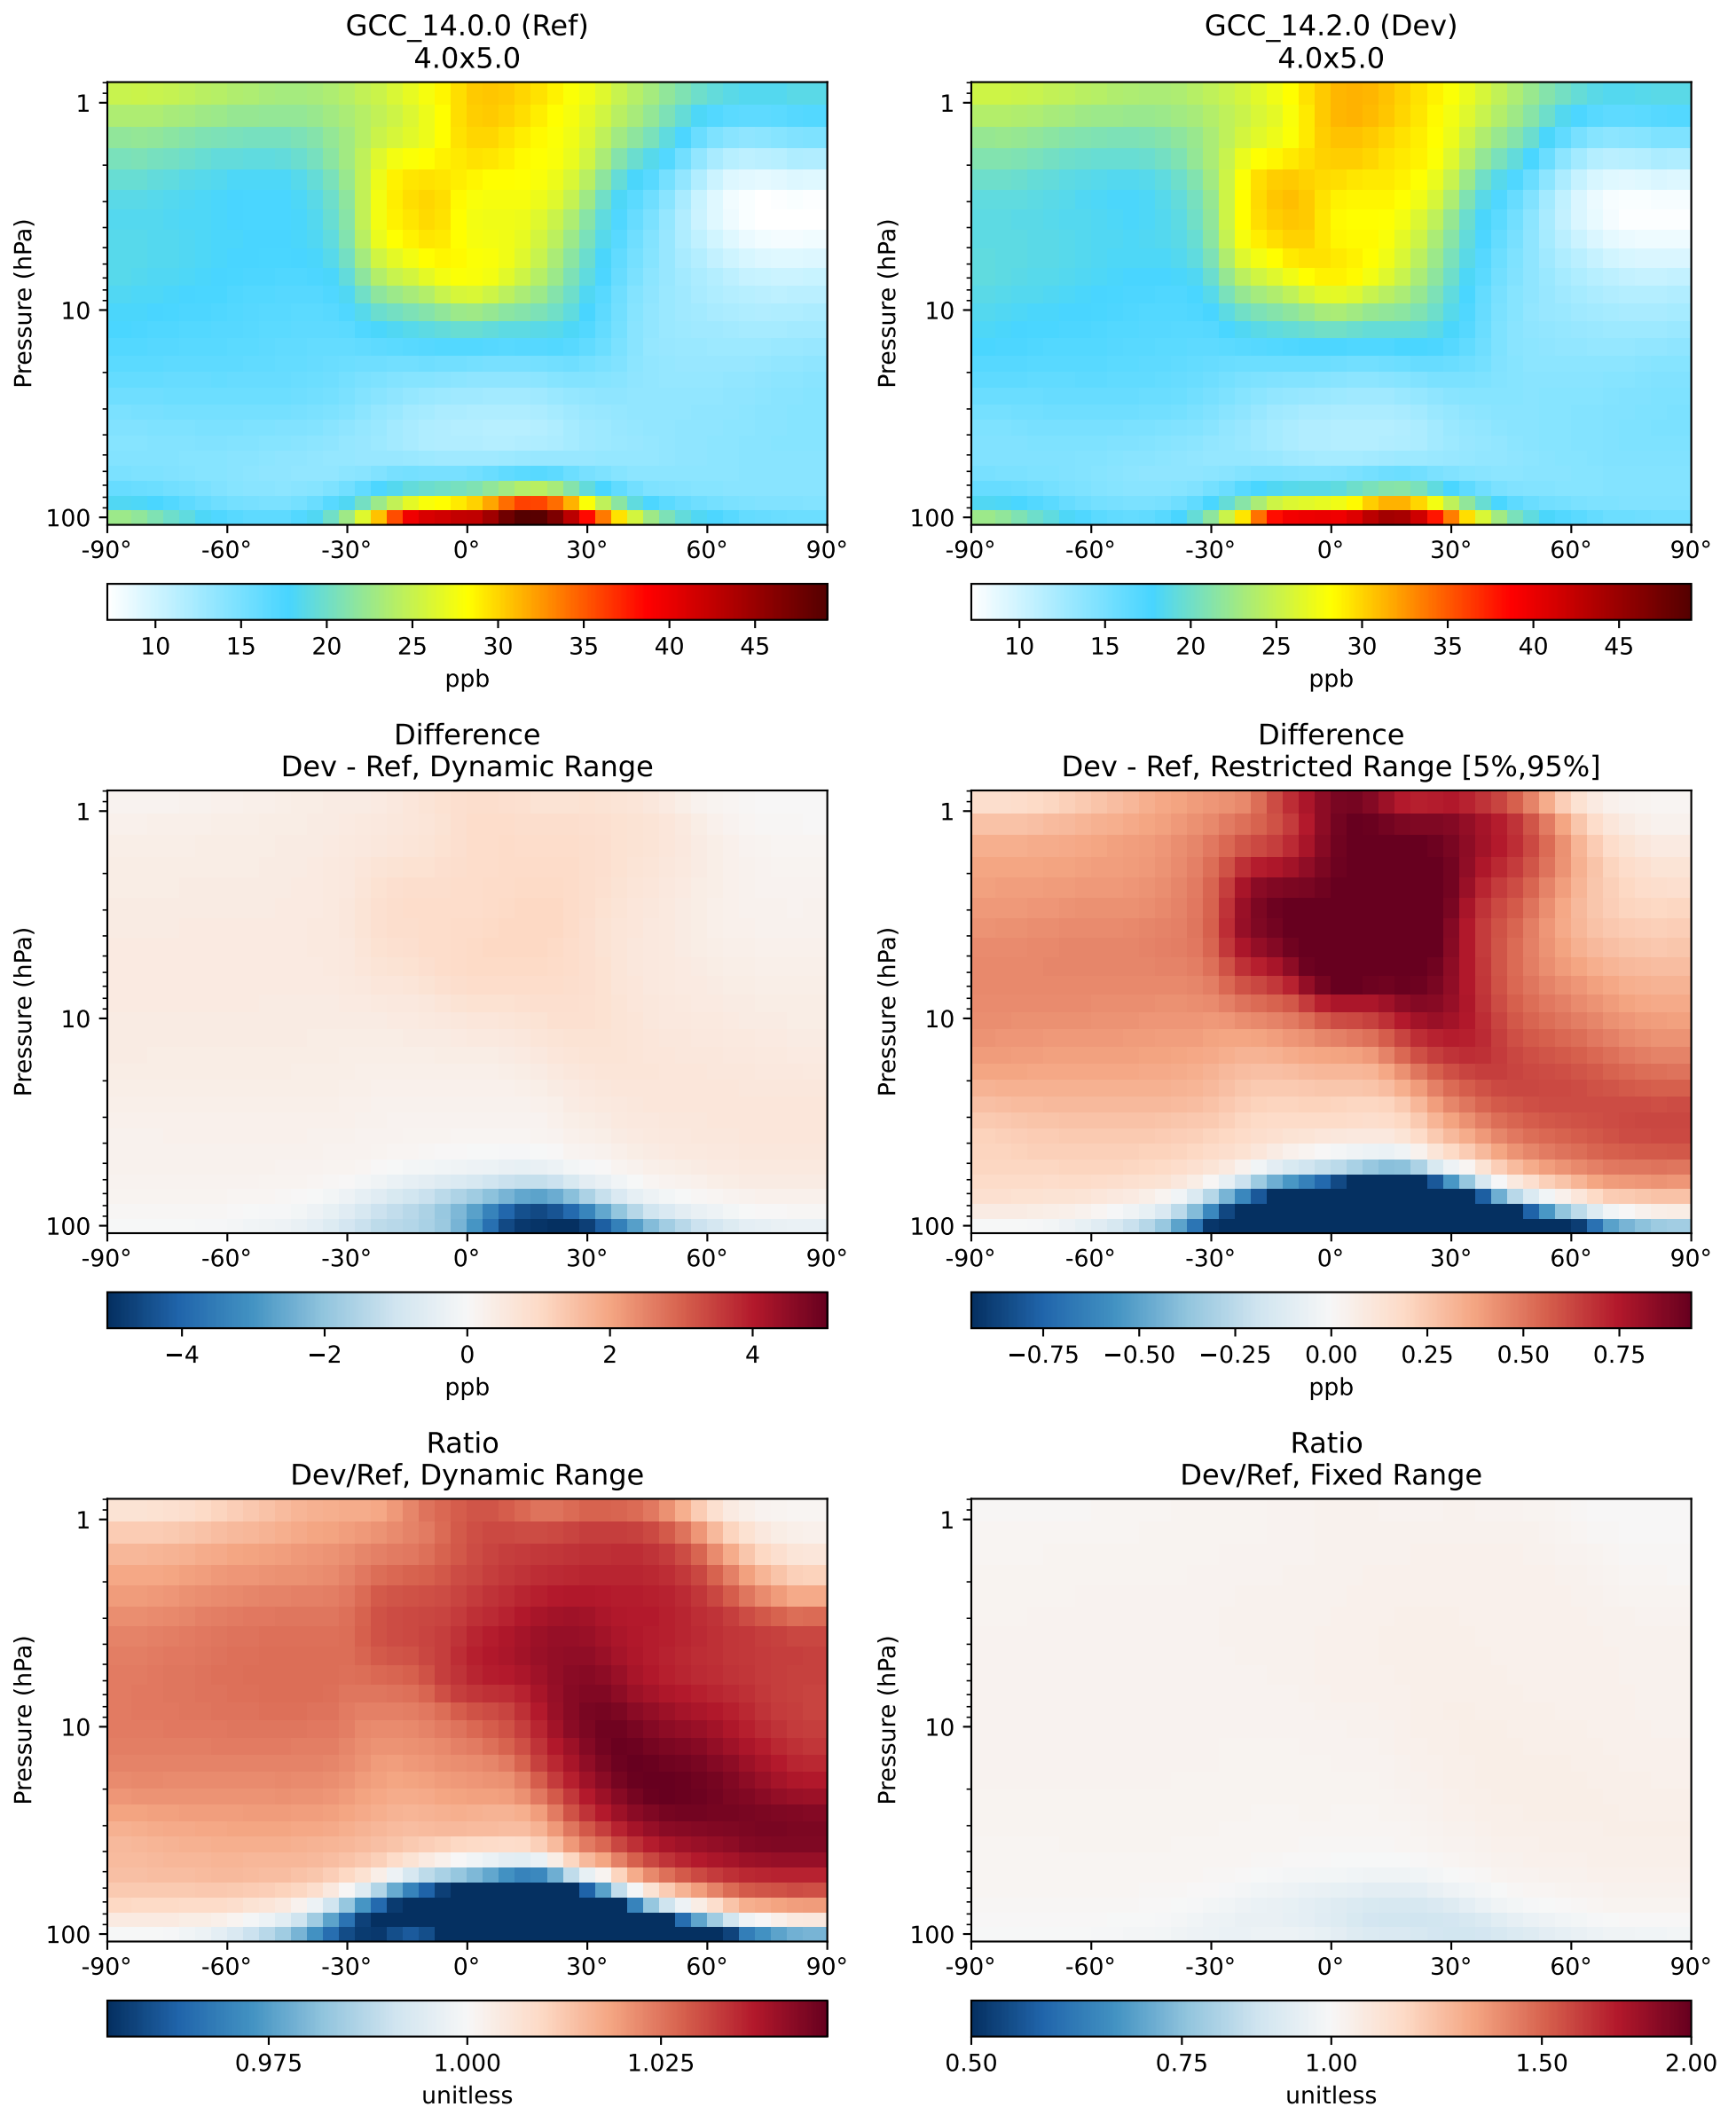 GCC_14.0.0 (Ref)
4.0x5.0
GCC_14.2.0 (Dev)
4.0x5.0
Pressure (hPa)
1
10
100
-90° -60° -30° 0° 30° 60° 90°
10 15 20 25 30 35 40 45
ppb
Pressure (hPa)
1
10
100
-90° -60° -30° 0° 30° 60° 90°
10 15 20 25 30 35 40 45
ppb
Difference
Dev - Ref, Dynamic Range
Difference
Dev - Ref, Restricted Range [5%,95%]
Pressure (hPa)
1
10
100
-90° -60° -30° 0° 30° 60° 90°
−4 −2 0 2 4
ppb
Pressure (hPa)
1
10
100
-90° -60° -30° 0° 30° 60° 90°
−0.75 −0.50 −0.25 0.00 0.25 0.50 0.75
ppb
Ratio
Dev/Ref, Dynamic Range
Ratio
Dev/Ref, Fixed Range
Pressure (hPa)
1
10
100
-90° -60° -30° 0° 30° 60° 90°
0.975 1.000 1.025
unitless
Pressure (hPa)
1
10
100
-90° -60° -30° 0° 30° 60° 90°
0.50 0.75 1.00 1.50 2.00
unitless